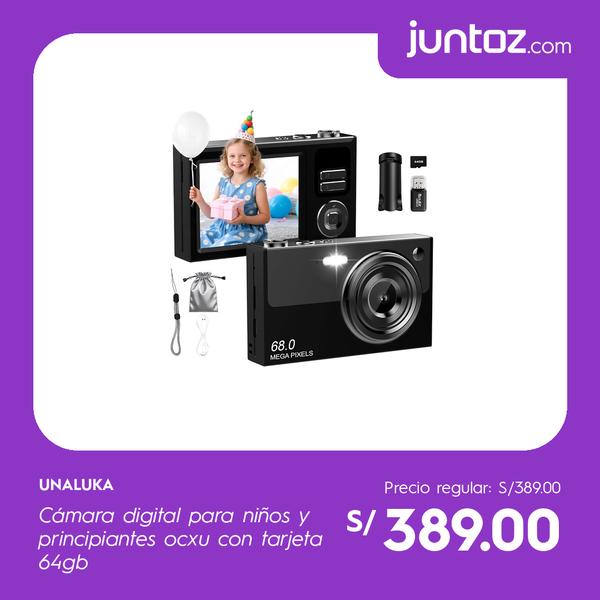 juntoz.com
68.0
MEGA PIXELS
UNALUKA
Cámara digital para niños y
principiantes ocxu con tarjeta
64gb
Precio regular: S/389.00
S/ 389.00